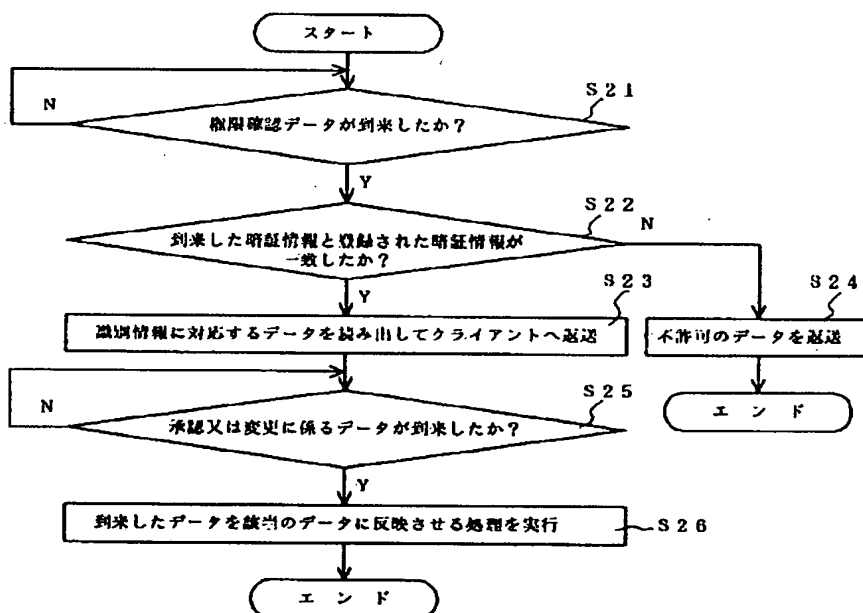 スタート
S21
N
権限確認データが到来したか？
Y
S22
N
到来した暗証情報と登録された暗証情報が
一致したか？
Y
S23
S24
識別情報に対応するデータを読み出してクライアントへ返送
不許可のデータを返送
S25
N
承認又は変更に係るデータが到来したか？
エンド
Y
到来したデータを該当のデータに反映させる処理を実行
S26
エンド